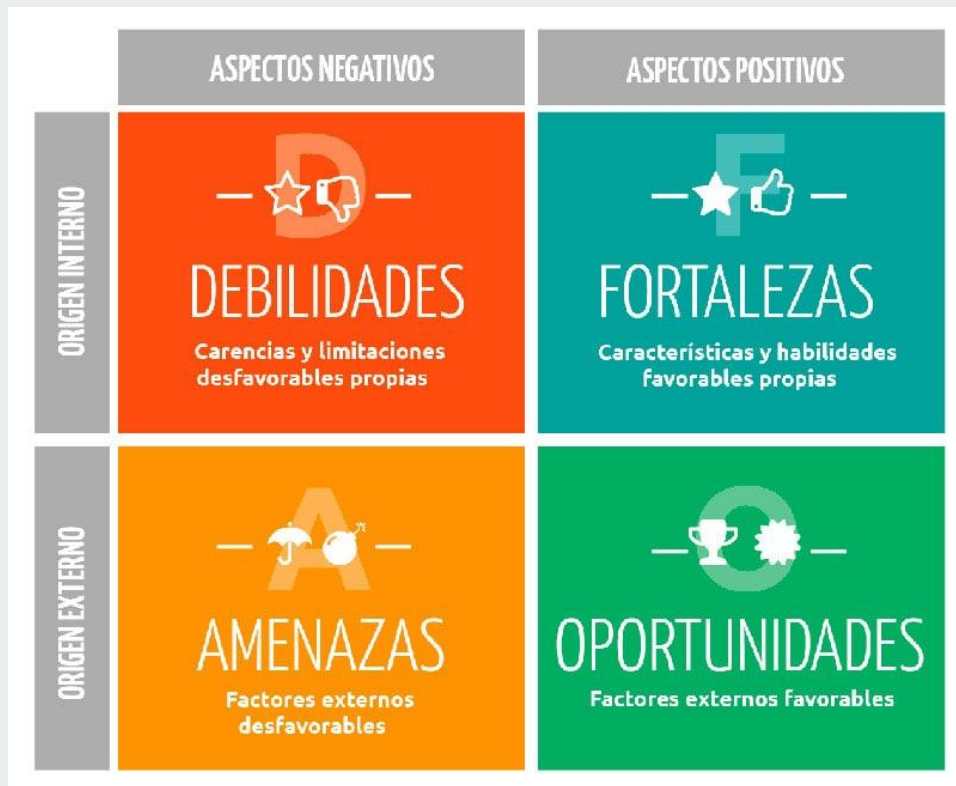 ASPECTOS NEGATIVOS
ASPECTOS POSITIVOS
ORIGEN INTERNO
D
DEBILIDADES
Carencias y limitaciones
desfavorables propias
F
FORTALEZAS
Características y habilidades
favorables propias
ORIGEN EXTERNO
A
AMENAZAS
Factores externos
desfavorables
O
OPORTUNIDADES
Factores externos favorables